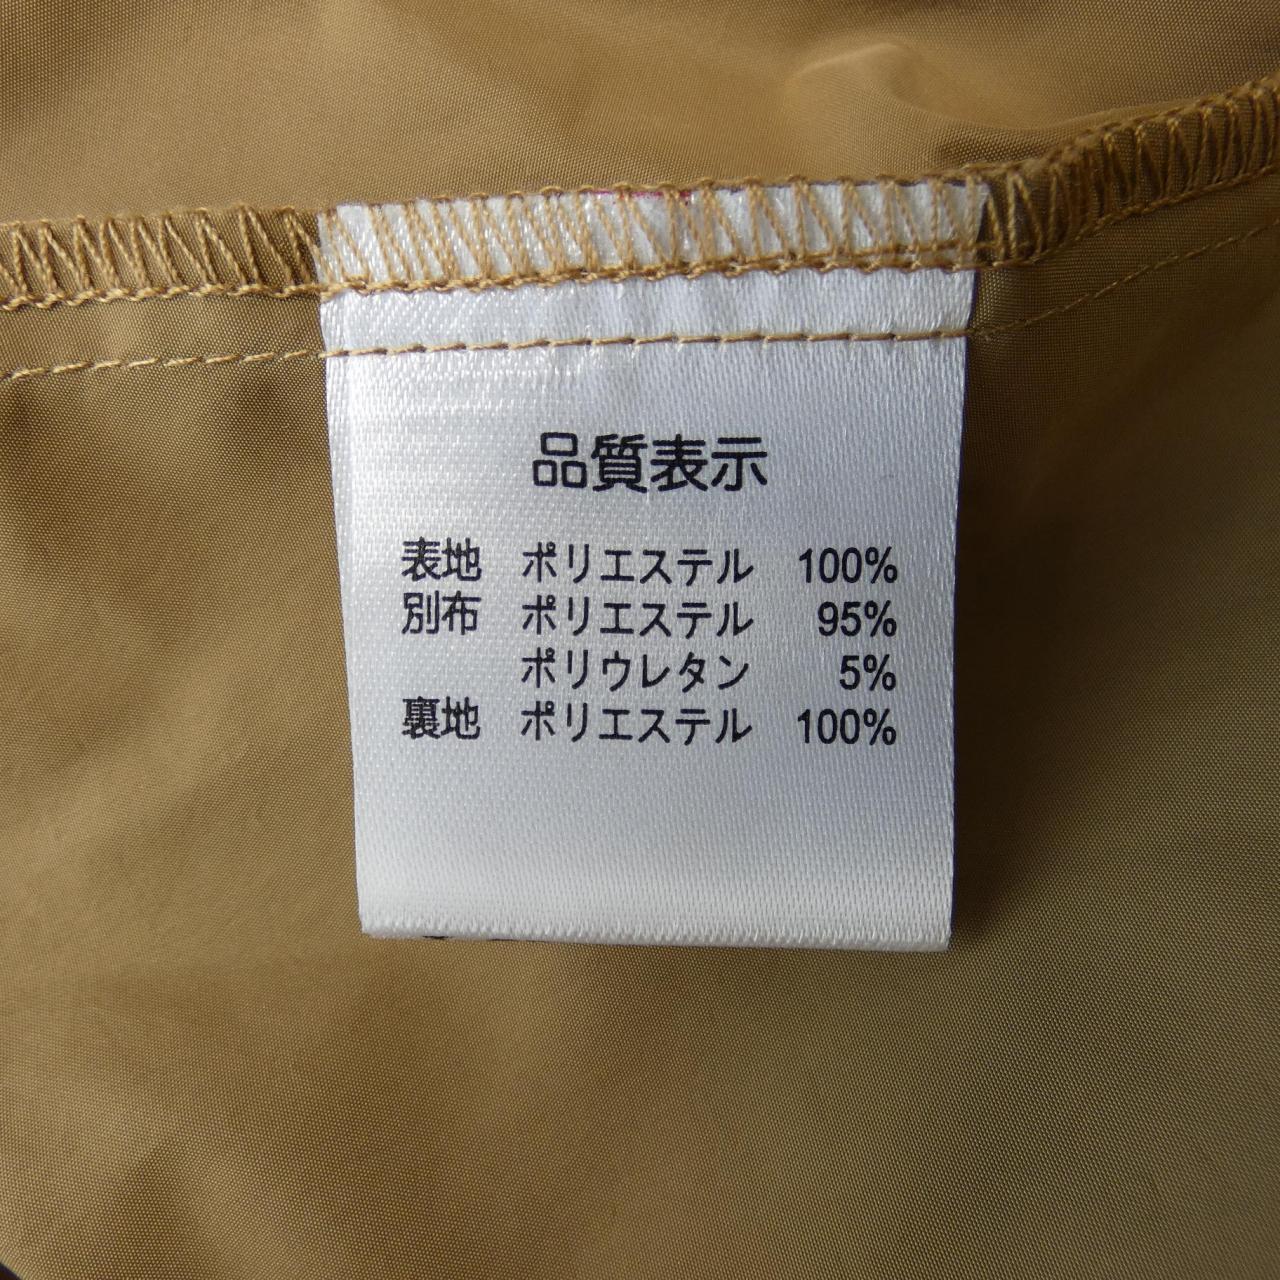 品質表示
表地 ポリエステル 100%
別布 ポリエステル 95%
ポリウレタン 5%
裏地 ポリエステル 100%